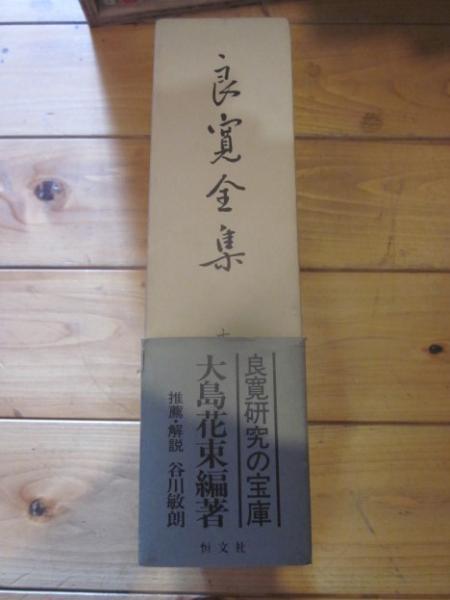 良寛全集
良寛研究の宝庫
大島花束編著
推薦・解説 谷川敏朗
恒文社